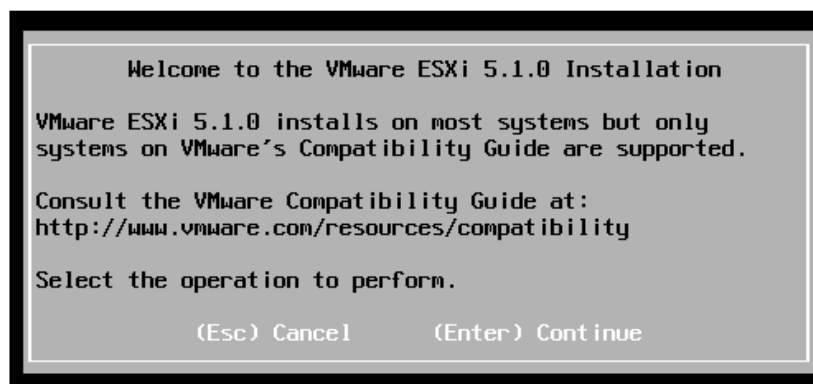 Welcome to the VMware ESXi 5.1.0 Installation
VMware ESXi 5.1.0 installs on most systems but only
systems on VMware's Compatibility Guide are supported.
Consult the VMware Compatibility Guide at:
http://www.vmware.com/resources/compatibility
Select the operation to perform.
(Esc) Cancel (Enter) Continue